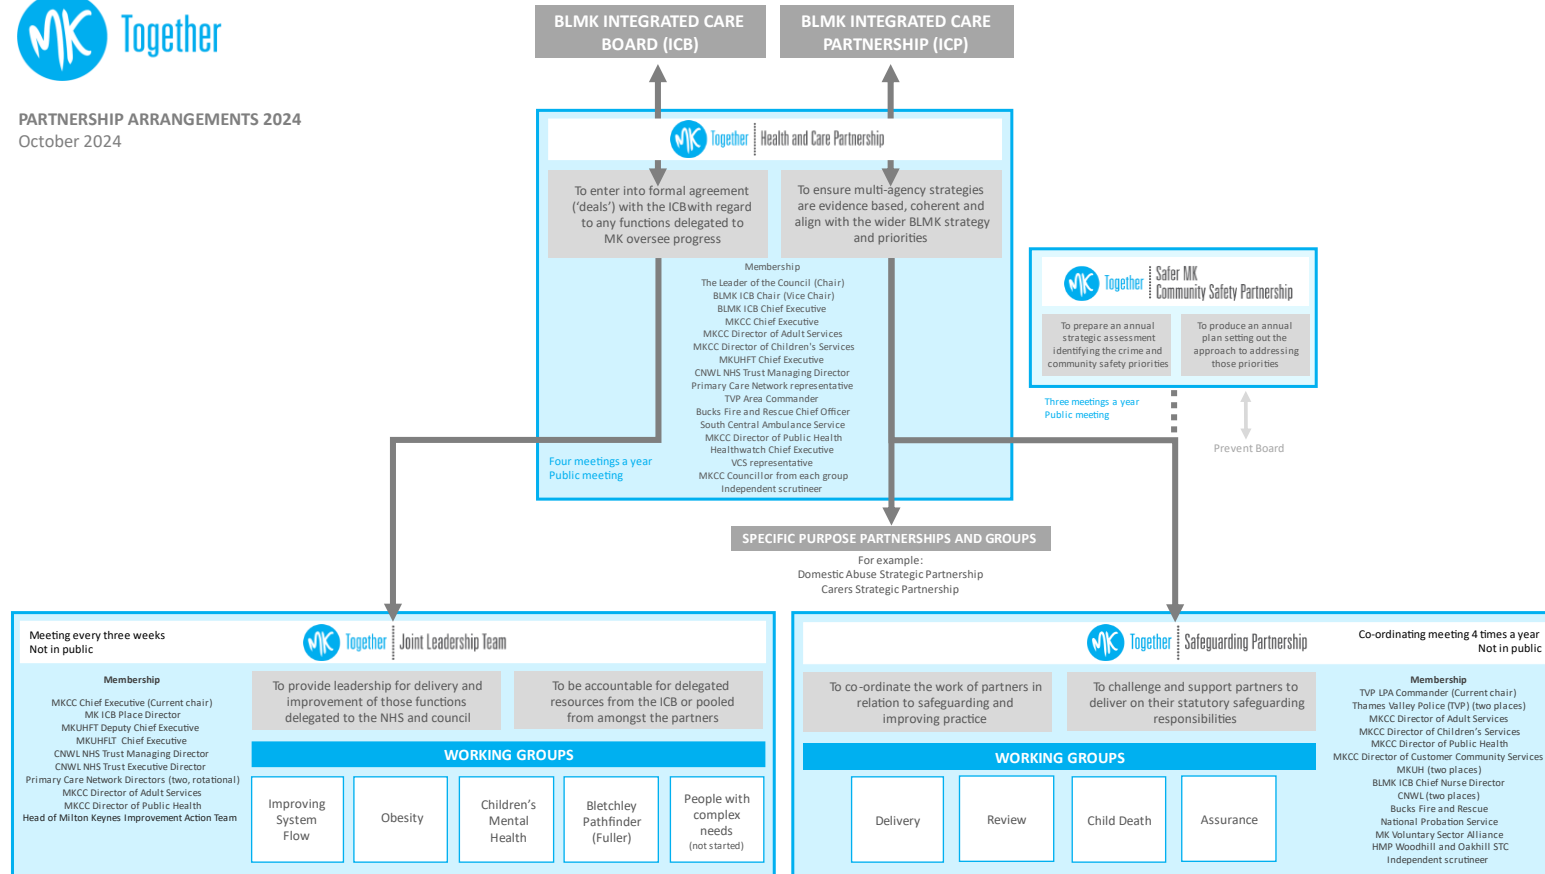 MK Together
PARTNERSHIP ARRANGEMENTS 2024
October 2024
BLMK INTEGRATED CARE
BOARD (ICB)
BLMK INTEGRATED CARE
PARTNERSHIP (ICP)
MK Together Health and Care Partnership
To enter into formal agreement
('deals') with the ICBwith regard
to any functions delegated to
MK oversee progress
To ensure multi-agency strategies
are evidence based, coherent and
align with the wider BLMK strategy
and priorities
Membership
The Leader of the Council (Chair)
BLMK ICB Chair (Vice Chair)
BLMK ICB Chief Executive
MKCC Chief Executive
MKCC Director of Adult Services
MKCC Director of Children's Services
MKUHFT Chief Executive
CNWL NHS Trust Managing Director
Primary Care Network representative
TVP Area Commander
Bucks Fire and Rescue Chief Officer
South Central Ambulance Service
MKCC Director of Public Health
Healthwatch Chief Executive
VCS representative
MKCC Councillor from each group
Independent scrutineer
Four meetings a year
Public meeting
MK Together Safer MK
Community Safety Partnership
To prepare an annual
strategic assessment
identifying the crime and
community safety priorities
To produce an annual
plan setting out the
approach to addressing
those priorities
Three meetings a year
Public meeting
Prevent Board
SPECIFIC PURPOSE PARTNERSHIPS AND GROUPS
For example:
Domestic Abuse Strategic Partnership
Carers Strategic Partnership
Meeting every three weeks
Not in public
MK Together Joint Leadership Team
Membership
MKCC Chief Executive (Current chair)
MK ICB Place Director
MKUHFT Deputy Chief Executive
MKUHFLT Chief Executive
CNWL NHS Trust Managing Director
CNWL NHS Trust Executive Director
Primary Care Network Directors (two, rotational)
MKCC Director of Adult Services
MKCC Director of Public Health
Head of Milton Keynes Improvement Action Team
To provide leadership for delivery and
improvement of those functions
delegated to the NHS and council
To be accountable for delegated
resources from the ICB or pooled
from amongst the partners
WORKING GROUPS
Improving
System
Flow
Obesity
Children's
Mental
Health
Bletchley
Pathfinder
(Fuller)
People with
complex
needs
(not started)
MK Together Safeguarding Partnership
Co-ordinating meeting 4 times a year
Not in public
To co-ordinate the work of partners in
relation to safeguarding and
improving practice
To challenge and support partners to
deliver on their statutory safeguarding
responsibilities
WORKING GROUPS
Delivery
Review
Child Death
Assurance
Membership
TVP LPA Commander (Current chair)
Thames Valley Police (TVP) (two places)
MKCC Director of Adult Services
MKCC Director of Children's Services
MKCC Director of Public Health
MKCC Director of Customer Community Services
MKUH (two places)
BLMK ICB Chief Nurse Director
CNWL (two places)
Bucks Fire and Rescue
National Probation Service
MK Voluntary Sector Alliance
HMP Woodhill and Oakhill STC
Independent scrutineer